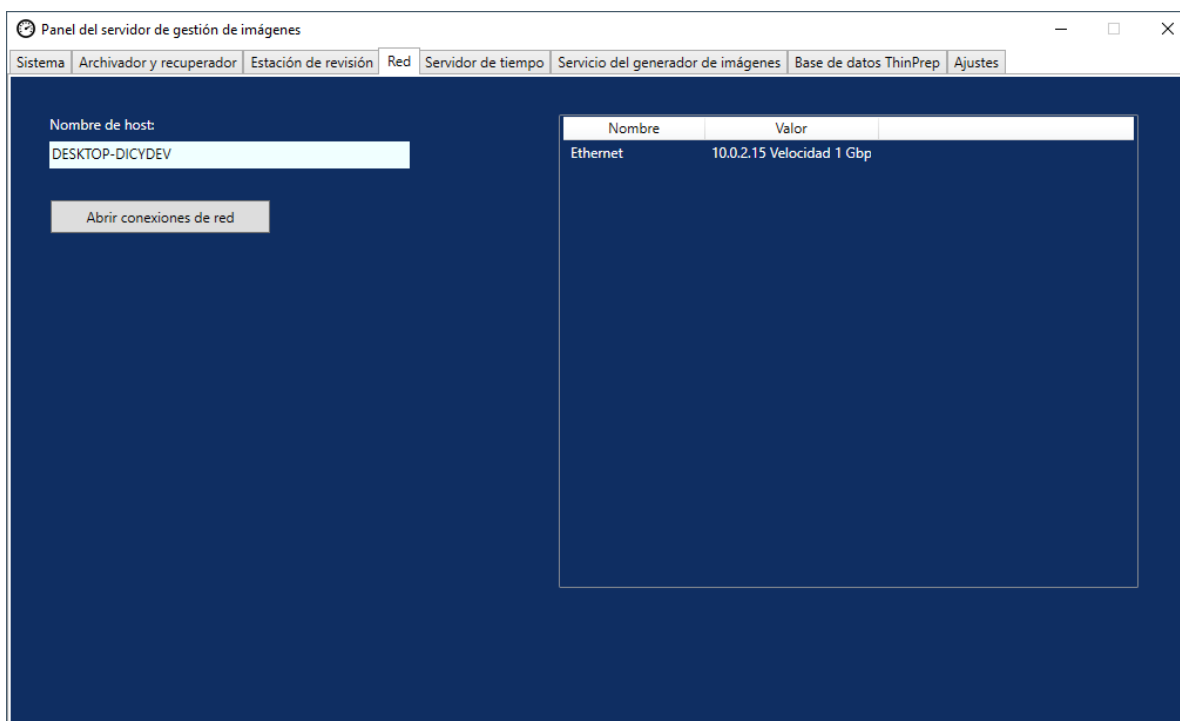 Panel del servidor de gestión de imágenes
Sistema Archivador y recuperador Estación de revisión Red Servidor de tiempo Servicio del generador de imágenes Base de datos ThinPrep Ajustes
Nombre de host:
DESKTOP-DICYDEV
Abrir conexiones de red
Nombre Valor
Ethernet 10.0.2.15 Velocidad 1 Gbp